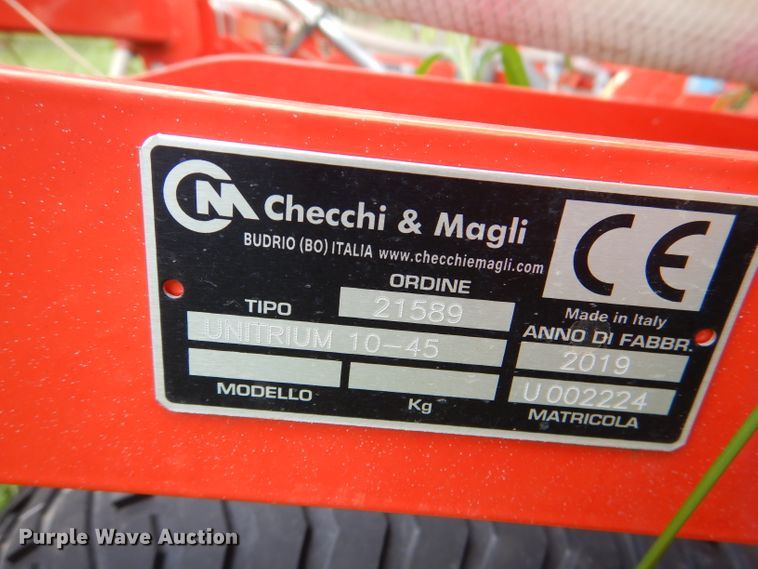 CM Checchi & Magli
BUDRIO (BO) ITALIA www.checchiemagli.com
CE
Made in Italy
ORDINE
21589
TIPO
UNITRIUM 10-45
ANNO DI FABBR.
2019
U 002224
MODELLO
Kg
MATRICOLA
Purple Wave Auction®